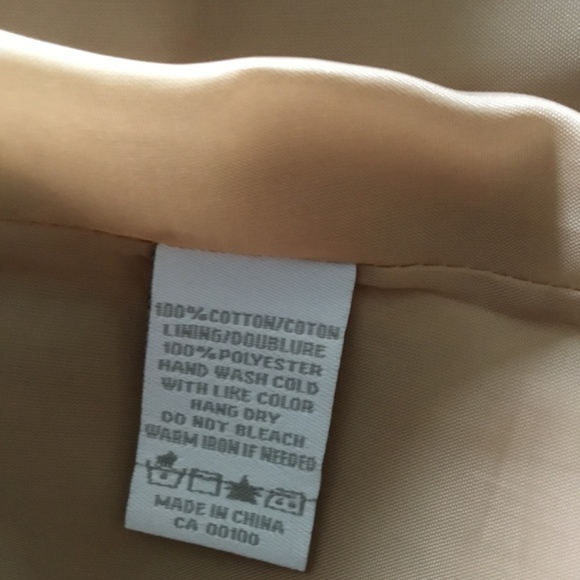 100% COTTON/COTON
LINING/DOUBLURE
100% POLYESTER
HAND WASH COLD
WITH LIKE COLOR
HANG DRY
DO NOT BLEACH
WARM IRON IF NEEDED
MADE IN CHINA
CA 00100